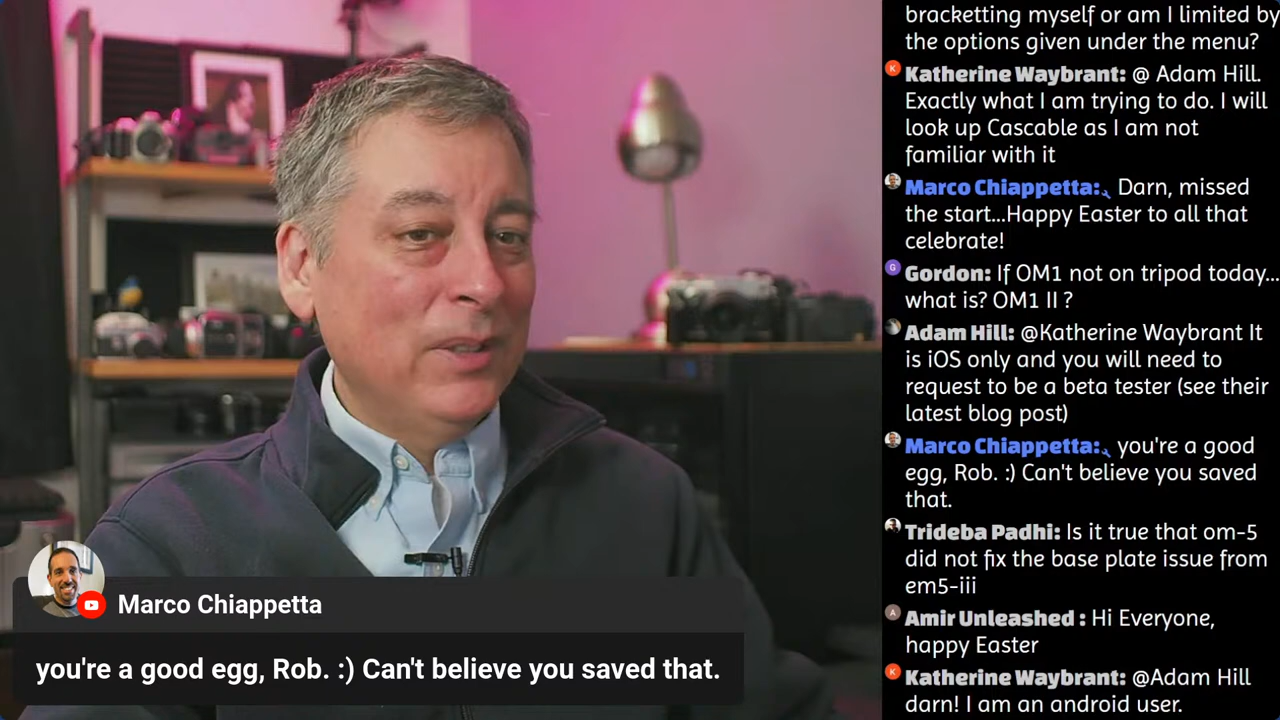 bracketting myself or am I limited by
the options given under the menu?
Katherine Waybrant: @ Adam Hill.
Exactly what I am trying to do. I will
look up Cascable as I am not
familiar with it
Marco Chiappetta: Darn, missed
the start...Happy Easter to all that
celebrate!
Gordon: If OM1 not on tripod today...
what is? OM1 II ?
Adam Hill: @Katherine Waybrant It
is iOS only and you will need to
request to be a beta tester (see their
latest blog post)
Marco Chiappetta: you're a good
egg, Rob. :) Can't believe you saved
that.
Trideba Padhi: Is it true that om-5
did not fix the base plate issue from
em5-iii
Amir Unleashed : Hi Everyone,
happy Easter
Katherine Waybrant: @Adam Hill
darn! I am an android user.
Marco Chiappetta
you're a good egg, Rob. :) Can't believe you saved that.